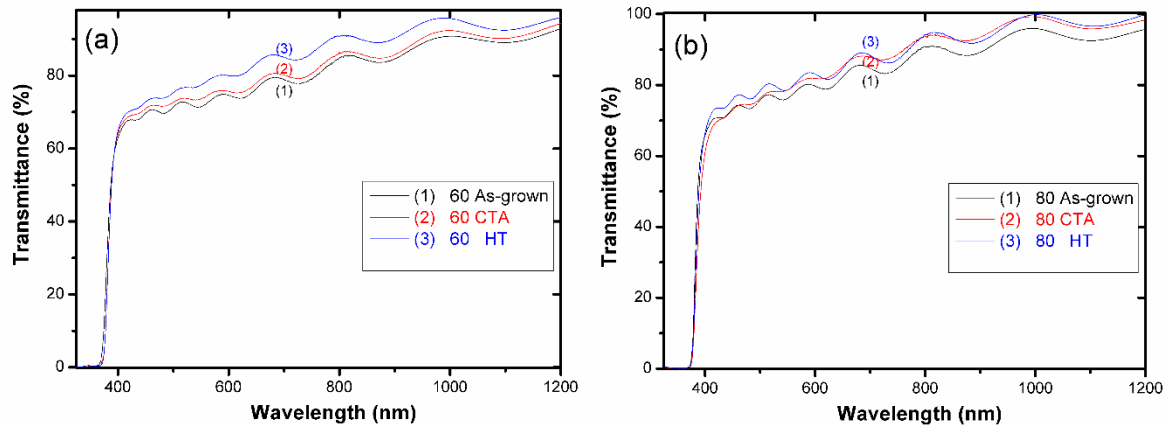 (a)
Transmittance (%)
80
60
40
20
0
(3)
(2)
(1)
(1) 60 As-grown
(2) 60 CTA
(3) 60 HT
400 600 800 1000 1200
Wavelength (nm)
(b)
Transmittance (%)
100
80
60
40
20
0
(3)
(2)
(1)
(1) 80 As-grown
(2) 80 CTA
(3) 80 HT
400 600 800 1000 1200
Wavelength (nm)